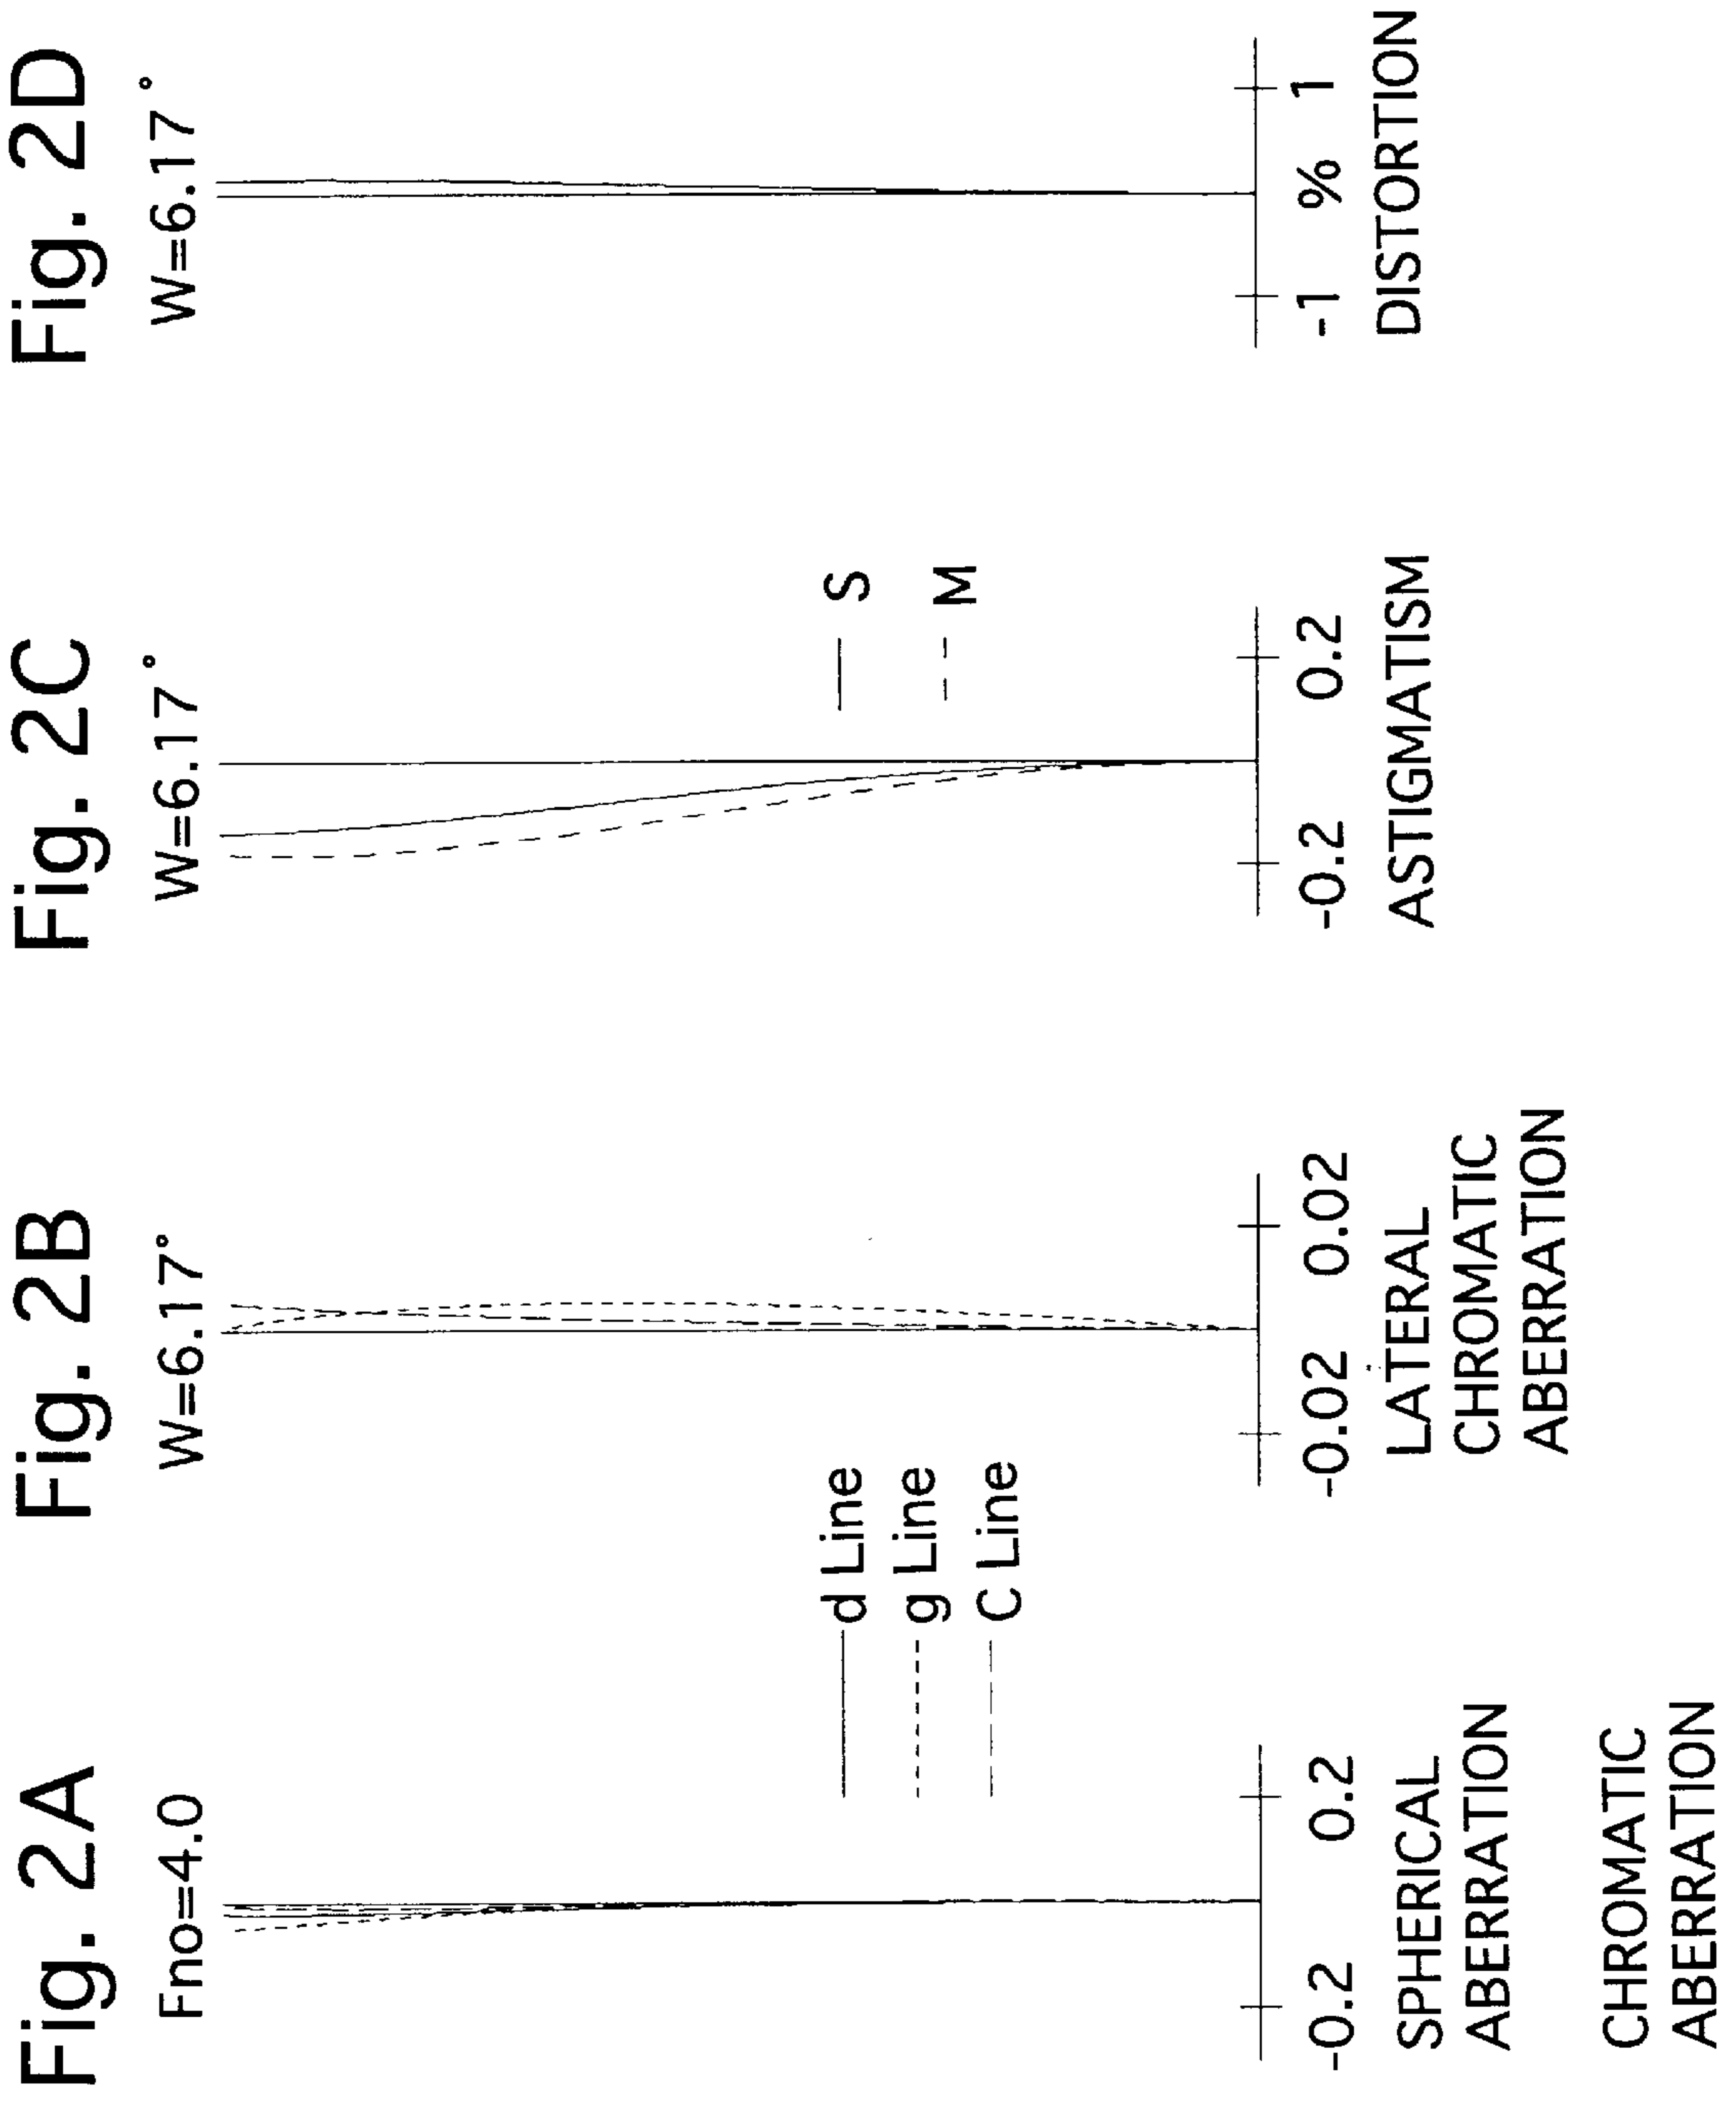 Fig. 2A
Fno=4.0
d Line
g Line
C Line
-0.2
0.2
SPHERICAL
ABERRATION
CHROMATIC
ABERRATION
Fig. 2B
W=6.17°
-0.02
0.02
LATERAL
CHROMATIC
ABERRATION
Fig. 2C
W=6.17°
S
M
-0.2
0.2
ASTIGMATISM
Fig. 2D
W=6.17°
-1 % 1
DISTORTION